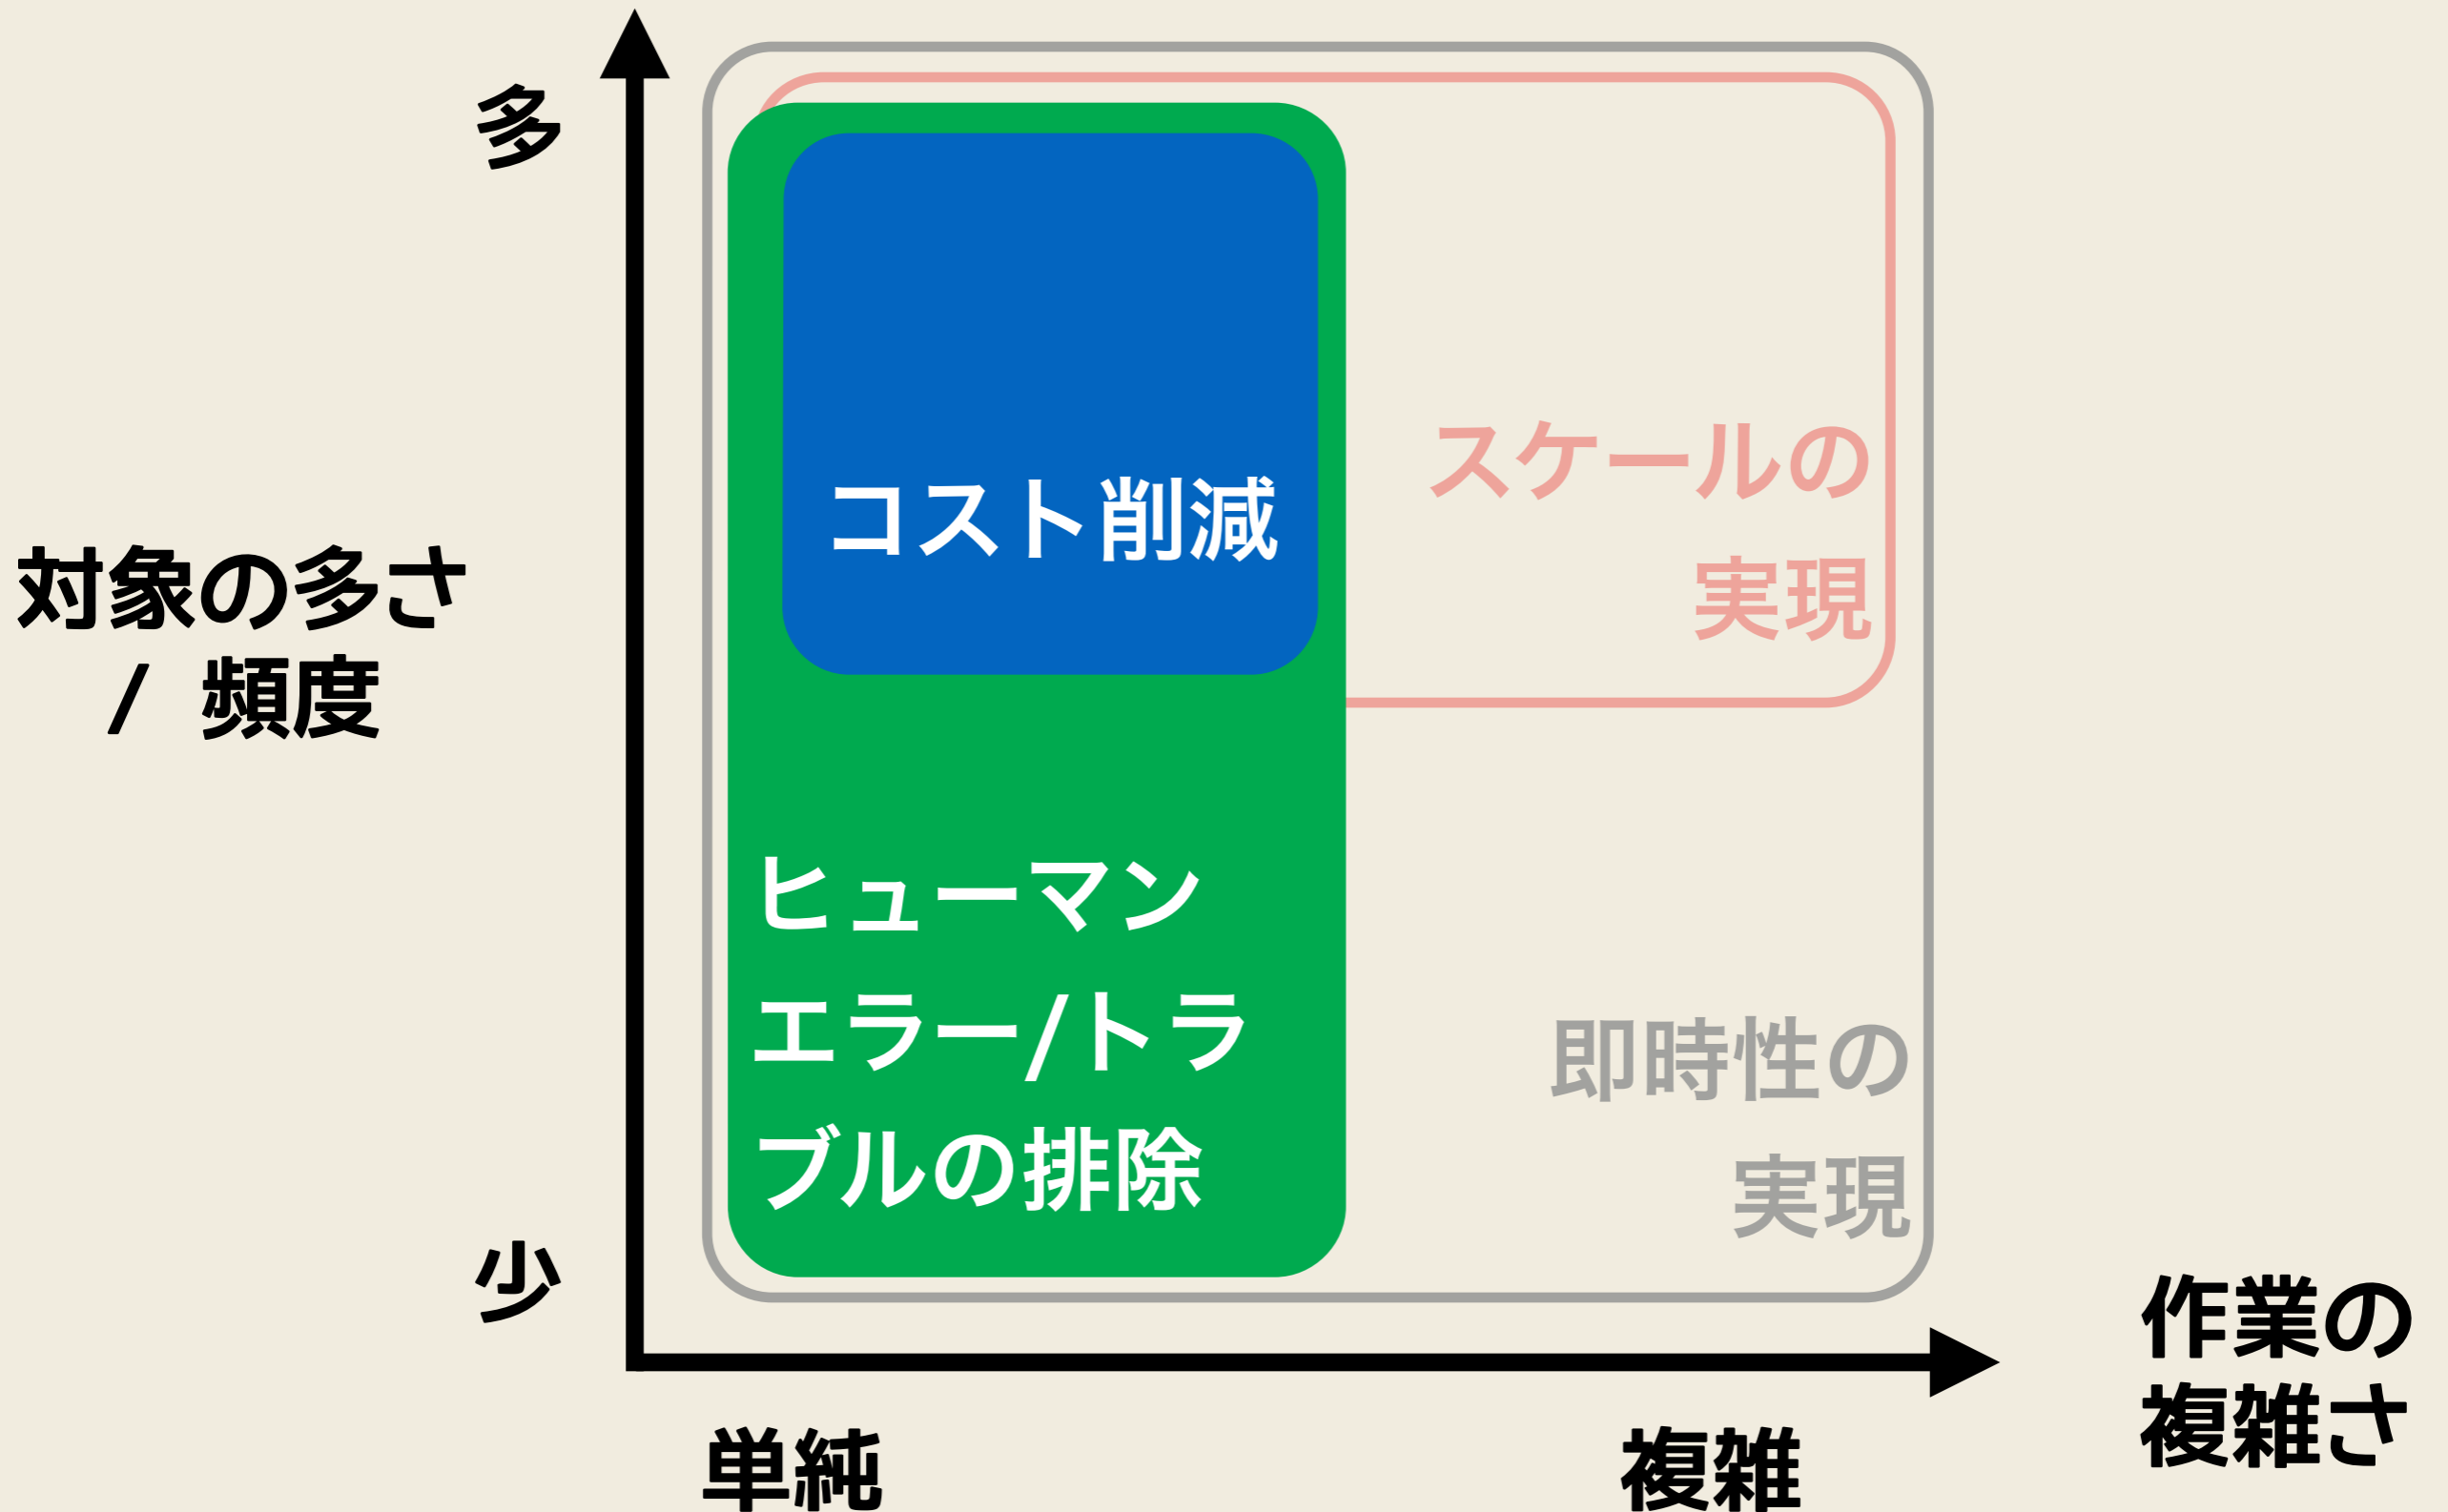 多
対象の多さ
/ 頻度
少
コスト削減
スケールの
実現
ヒューマン
エラー/トラ
ブルの排除
即時性の
実現
単純
複雑
作業の
複雑さ